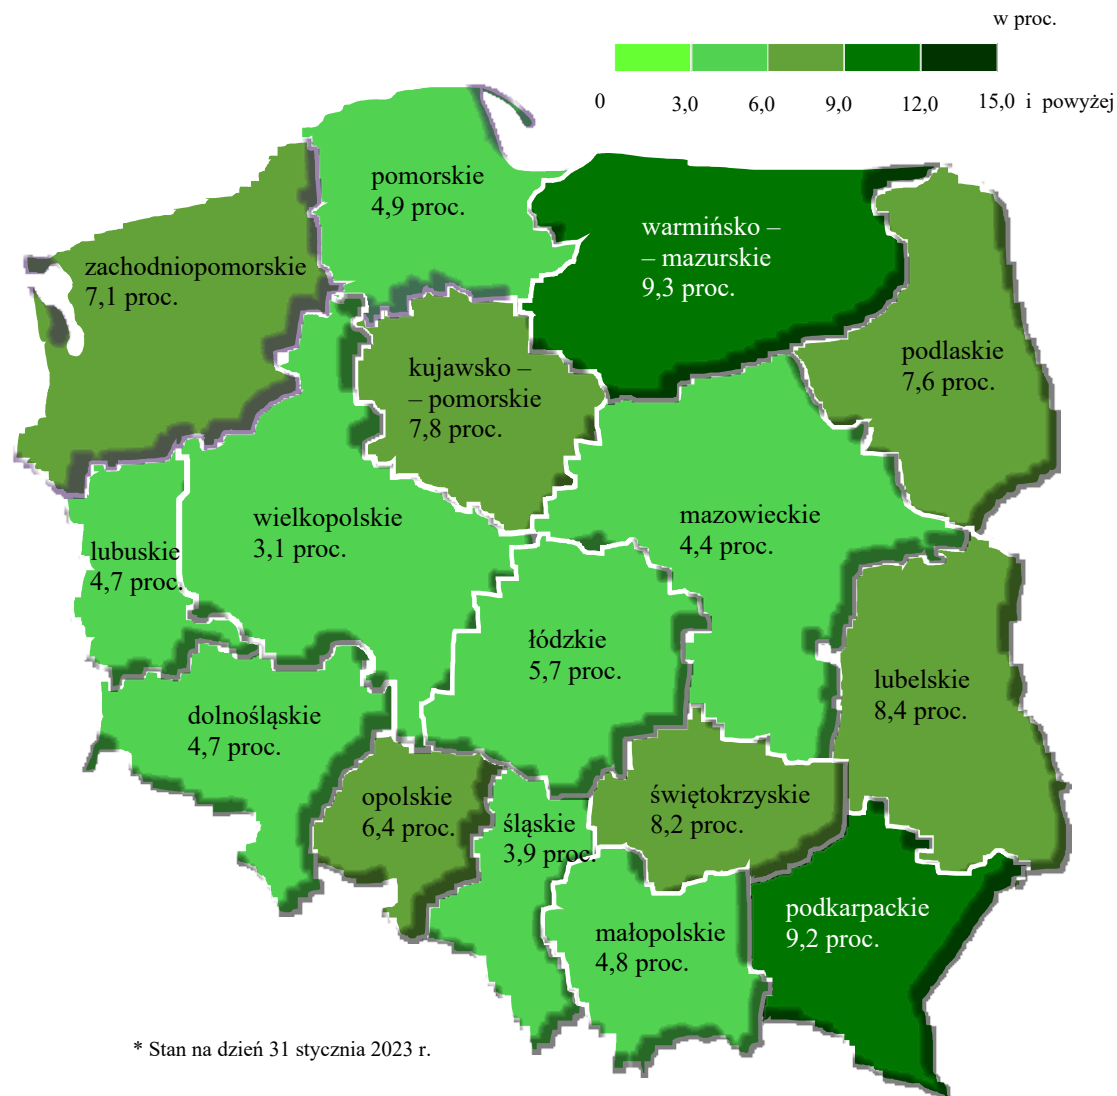 w proc.
0 3,0 6,0 9,0 12,0 15,0 i powyżej
pomorskie
4,9 proc.
warmińsko –
– mazurskie
9,3 proc.
zachodniopomorskie
7,1 proc.
podlaskie
7,6 proc.
kujawsko –
– pomorskie
7,8 proc.
wielkopolskie
3,1 proc.
mazowieckie
4,4 proc.
lubuskie
4,7 proc.
łódzkie
5,7 proc.
lubelskie
8,4 proc.
dolnośląskie
4,7 proc.
opolskie
6,4 proc.
śląskie
3,9 proc.
świętokrzyskie
8,2 proc.
podkarpackie
9,2 proc.
małopolskie
4,8 proc.
* Stan na dzień 31 stycznia 2023 r.